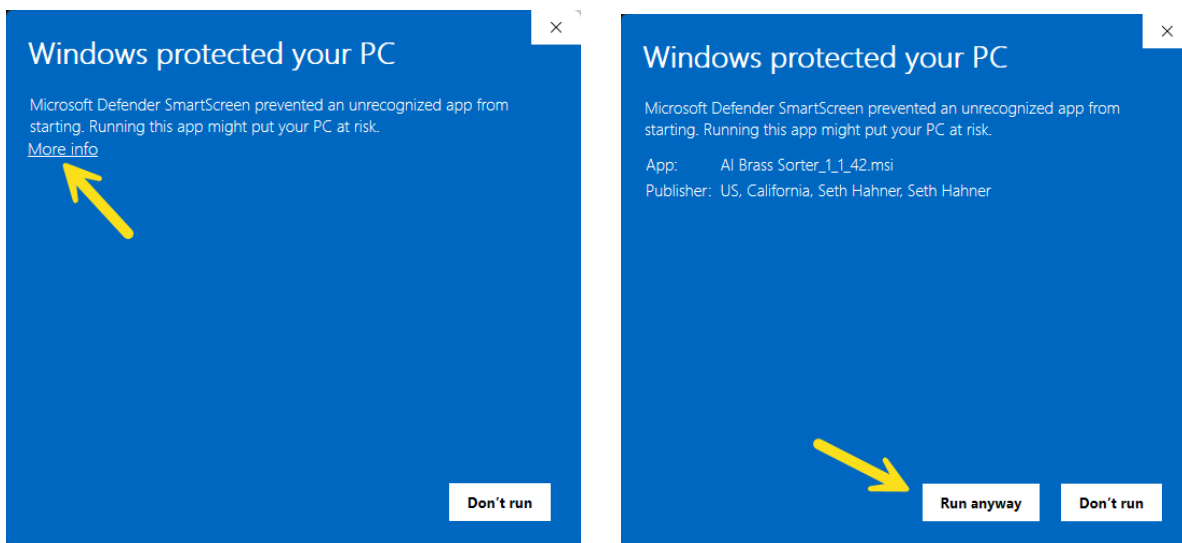 Windows protected your PC
Microsoft Defender SmartScreen prevented an unrecognized app from
starting. Running this app might put your PC at risk.
More info
Don't run
Windows protected your PC
Microsoft Defender SmartScreen prevented an unrecognized app from
starting. Running this app might put your PC at risk.
App: AI Brass Sorter_1_1_42.msi
Publisher: US, California, Seth Hahner, Seth Hahner
Run anyway Don't run